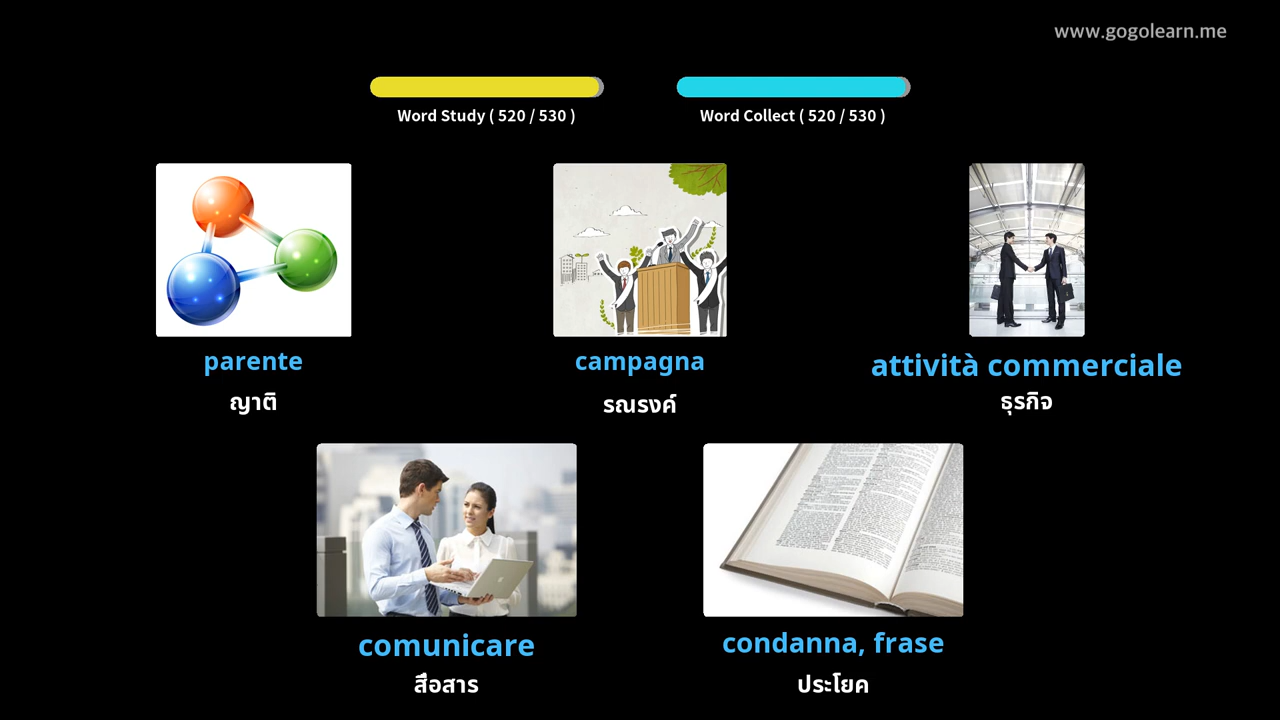 www.gogolearn.me
Word Study ( 520 / 530 )
Word Collect ( 520 / 530 )
parente
ญาติ
campagna
รณรงค์
attività commerciale
ธุรกิจ
comunicare
สื่อสาร
condanna, frase
ประโยค